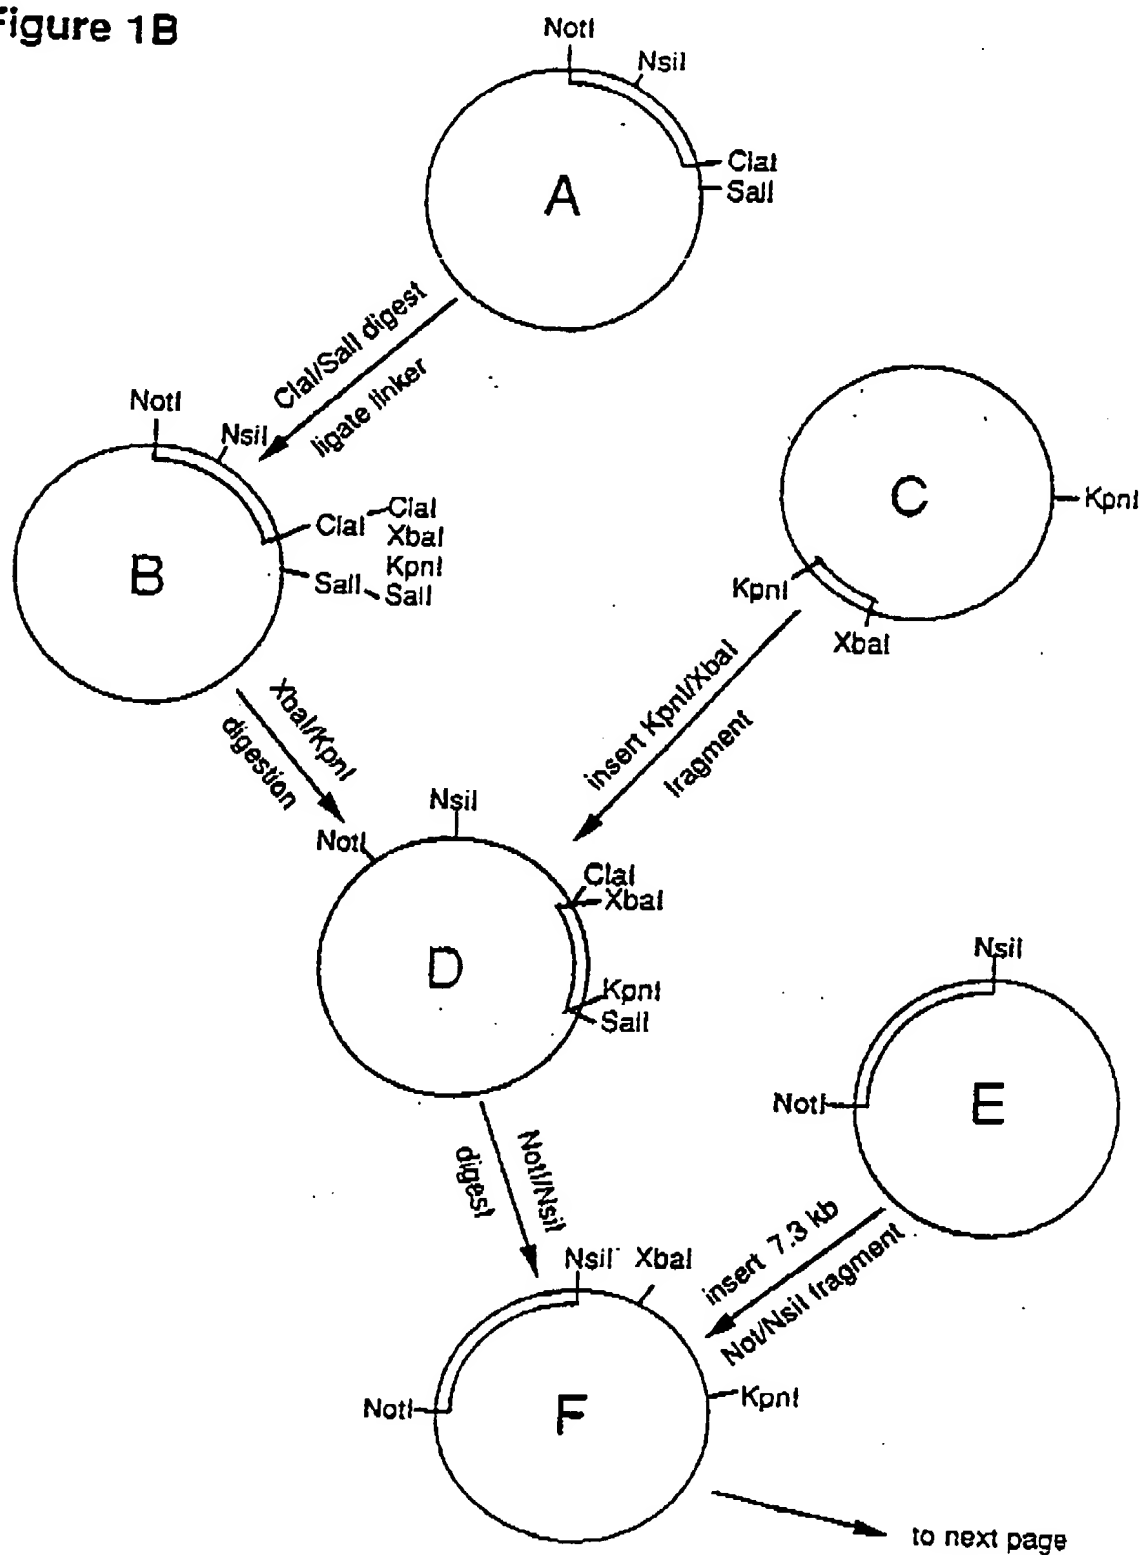 Figure 1B
NotI
NsiI
ClaI
SalI
A
ClaI/SalI digest
ligate linker
NotI
NsiI
ClaI
ClaI
XbaI
KpnI
SalI
SalI
B
C
KpnI
KpnI
XbaI
XbaI/KpnI
digestion
insert KpnI/XbaI
fragment
NsiI
NotI
ClaI
XbaI
D
KpnI
SalI
NsiI
NotI
E
NotI/NsiI
digest
insert 7.3 kb
Not/NsiI fragment
NsiI
XbaI
NotI
F
KpnI
to next page